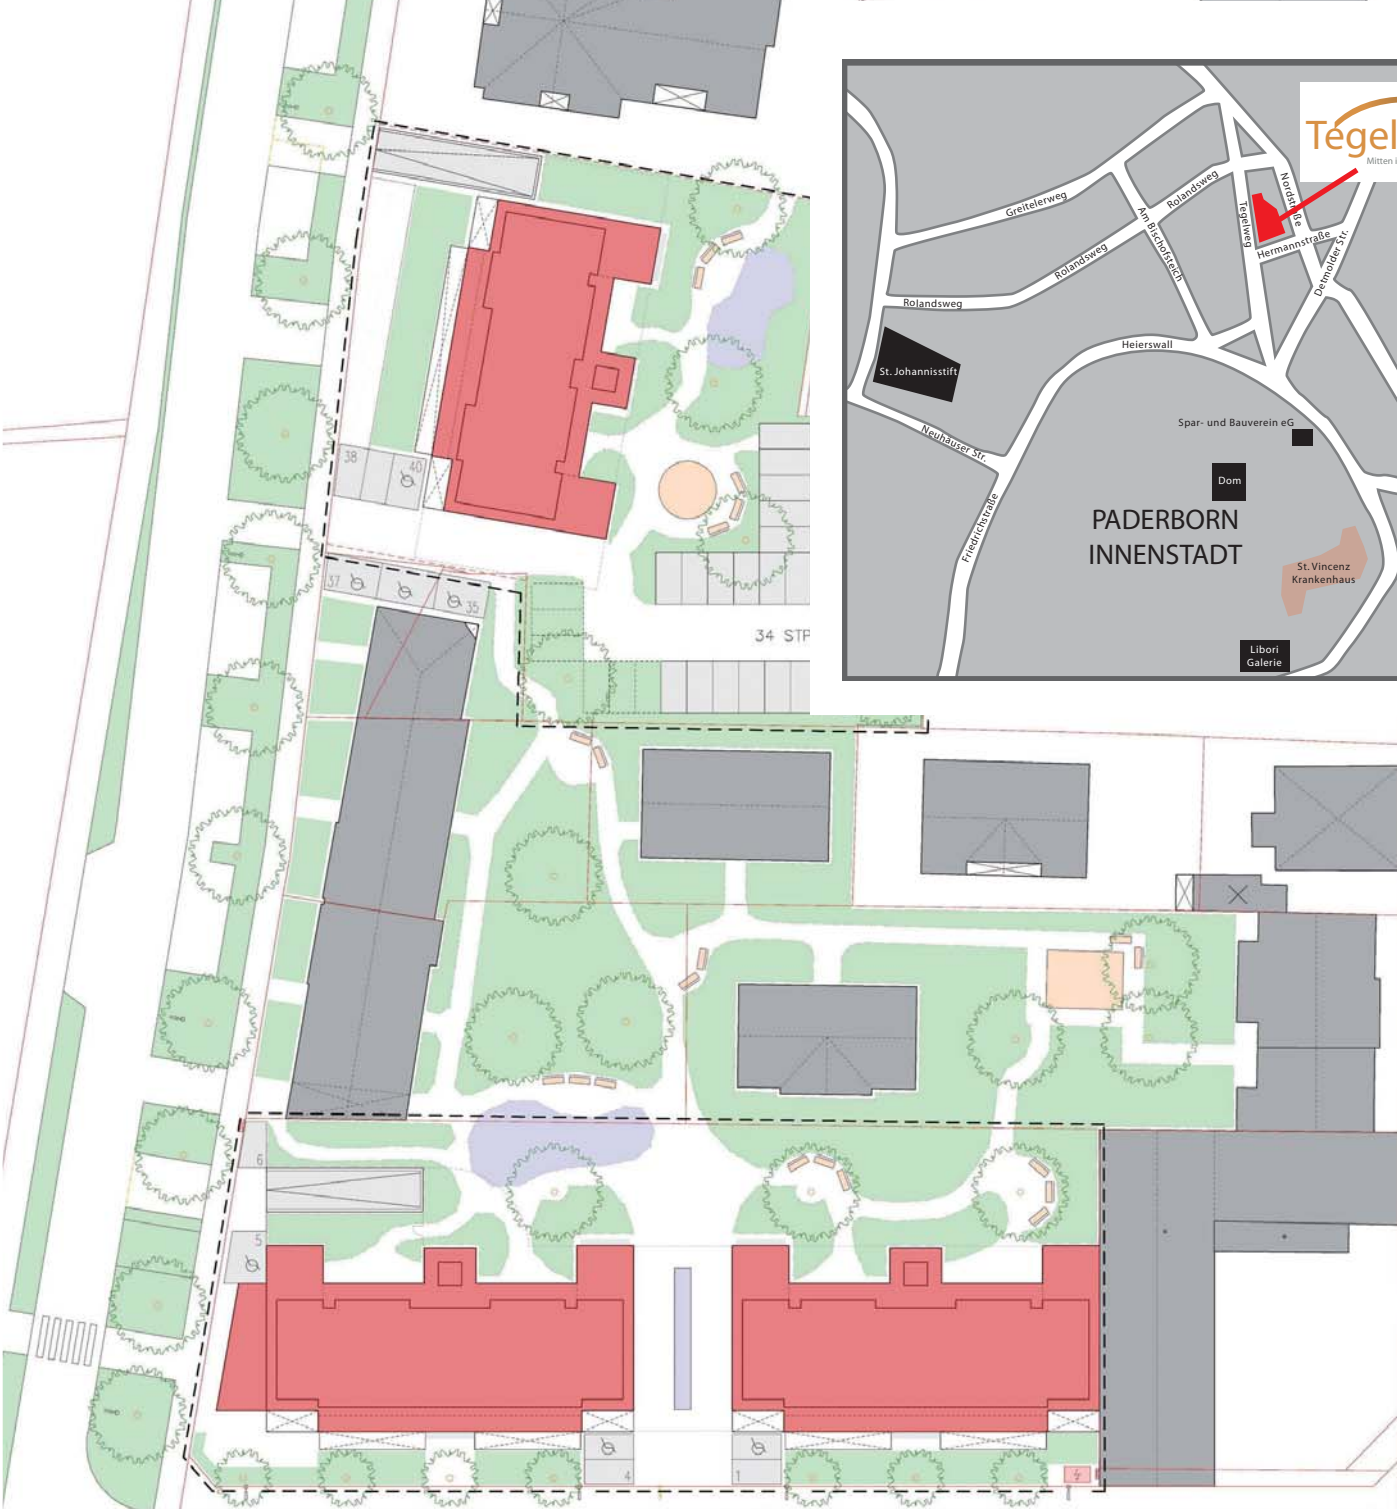 Tegel
Mitten i
Greitelerweg
Rolandsweg
Am Bischofsteich
Tegelweg
Nordstraße
Hermannstraße
Detmolder Str.
Rolandsweg
Rolandsweg
Heierswall
St. Johannisstift
Neuhäuser Str.
Friedrichstraße
Spar- und Bauverein eG
Dom
PADERBORN
INNENSTADT
St. Vincenz
Krankenhaus
Libori
Galerie
38
40
37
35
34 STP
6
5
4
1